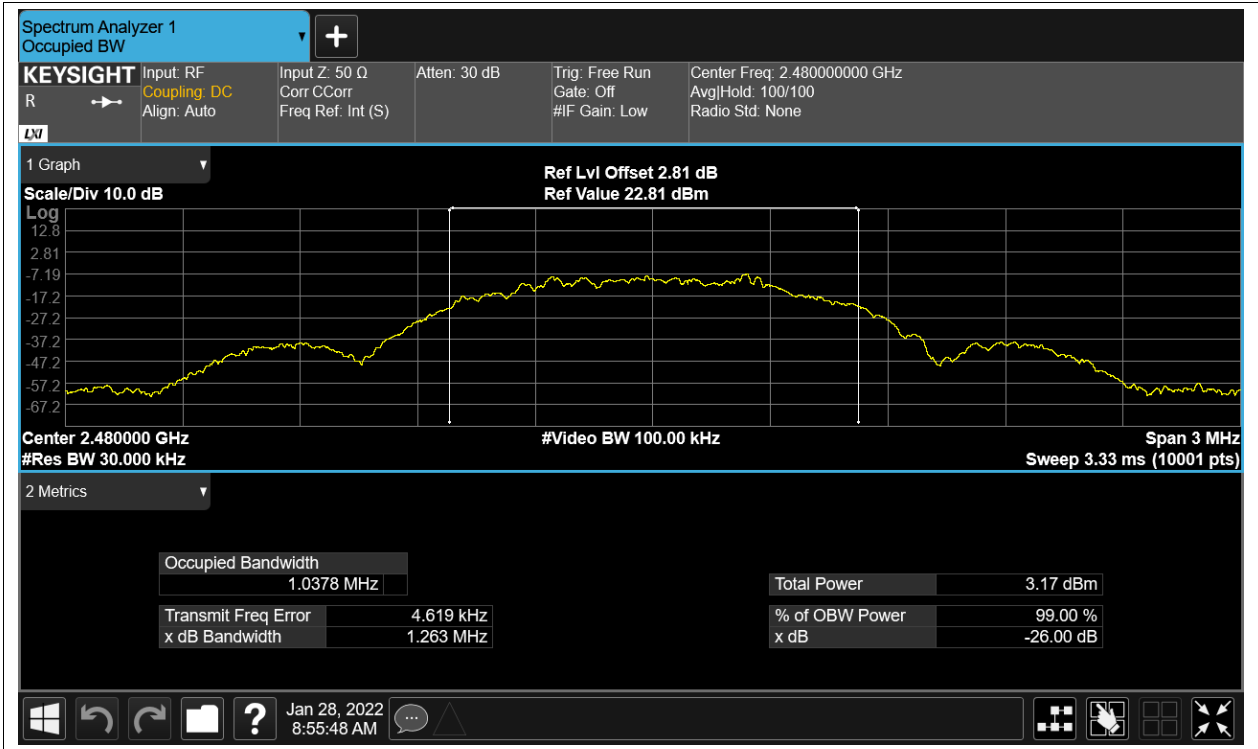 Spectrum Analyzer 1
Occupied BW
+
KEYSIGHT
R
LXI
Input: RF
Coupling: DC
Align: Auto
Input Z: 50 Ω
Corr CCorr
Freq Ref: Int (S)
Atten: 30 dB
Trig: Free Run
Gate: Off
#IF Gain: Low
Center Freq: 2.480000000 GHz
Avg|Hold: 100/100
Radio Std: None
1 Graph
Scale/Div 10.0 dB
Ref Lvl Offset 2.81 dB
Ref Value 22.81 dBm
Log
12.8
2.81
-7.19
-17.2
-27.2
-37.2
-47.2
-57.2
-67.2
Center 2.480000 GHz
#Res BW 30.000 kHz
#Video BW 100.00 kHz
Span 3 MHz
Sweep 3.33 ms (10001 pts)
2 Metrics
Occupied Bandwidth
1.0378 MHz
Transmit Freq Error 4.619 kHz
x dB Bandwidth 1.263 MHz
Total Power 3.17 dBm
% of OBW Power 99.00 %
x dB -26.00 dB
?
Jan 28, 2022
8:55:48 AM